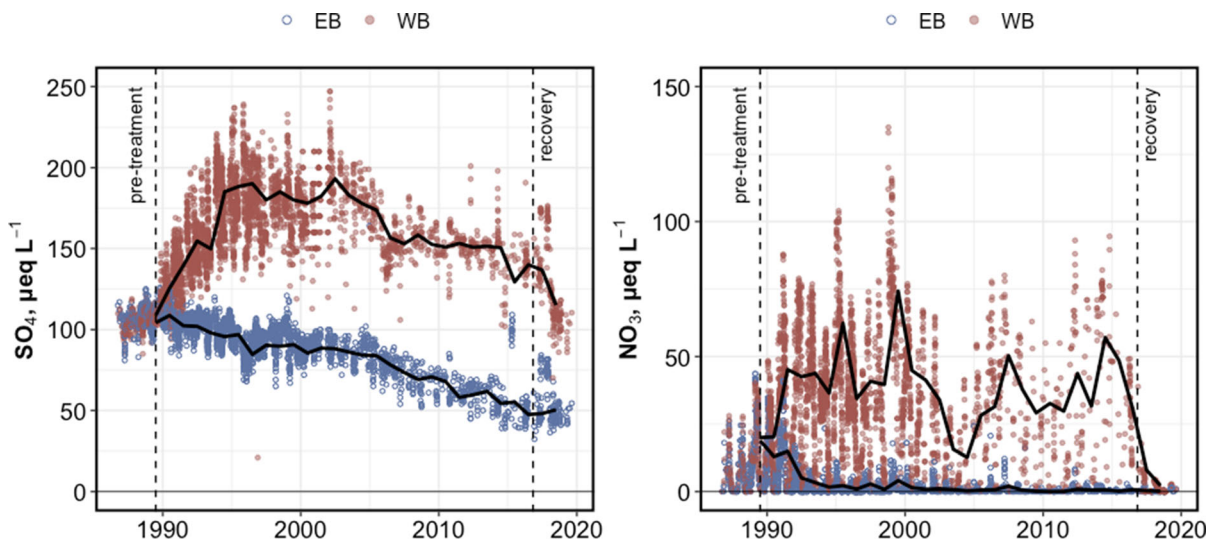 EB WB
SO₄, µeq L⁻¹
250
200
150
100
50
0
pre-treatment
recovery
1990 2000 2010 2020
EB WB
NO₃, µeq L⁻¹
150
100
50
0
pre-treatment
recovery
1990 2000 2010 2020